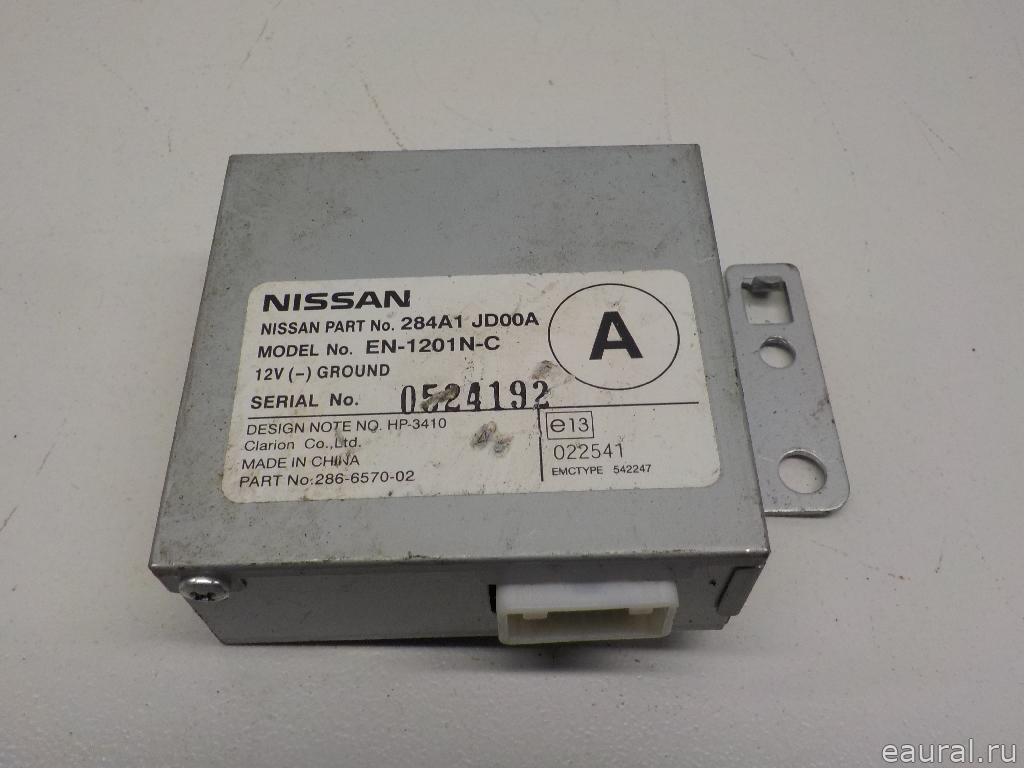 NISSAN
NISSAN PART No. 284A1 JD00A
MODEL No. EN-1201N-C
12V (-) GROUND
SERIAL No. 0524192
A
DESIGN NOTE NO. HP-3410
Clarion Co.,Ltd.
MADE IN CHINA
PART No.286-6570-02
e13
022541
EMCTYPE 542247
eaural.ru